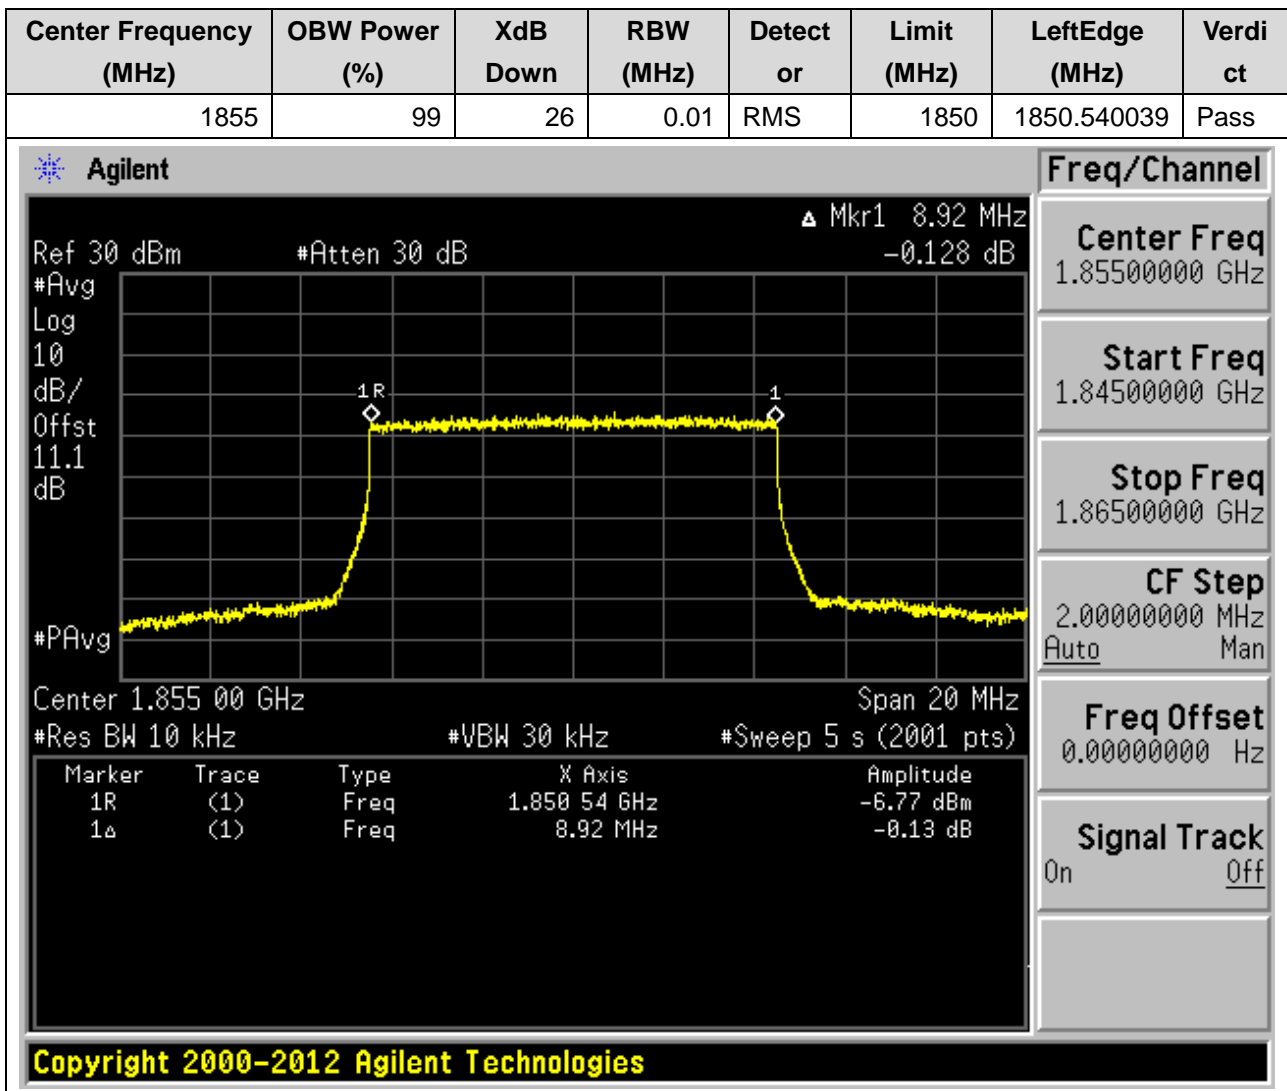 Center Frequency (MHz) OBW Power (%) XdB Down RBW (MHz) Detect or Limit (MHz) LeftEdge (MHz) Verdi ct
1855 99 26 0.01 RMS 1850 1850.540039 Pass
Agilent
Freq/Channel
Δ Mkr1 8.92 MHz
Ref 30 dBm #Atten 30 dB -0.128 dB
#Avg
Log
10
dB/
Offst
11.1
dB
1R
1
#PAvg
Center 1.855 00 GHz Span 20 MHz
#Res BW 10 kHz #VBW 30 kHz #Sweep 5 s (2001 pts)
Marker Trace Type X Axis Amplitude
1R (1) Freq 1.850 54 GHz -6.77 dBm
1Δ (1) Freq 8.92 MHz -0.13 dB
Center Freq
1.85500000 GHz
Start Freq
1.84500000 GHz
Stop Freq
1.86500000 GHz
CF Step
2.00000000 MHz
Auto Man
Freq Offset
0.00000000 Hz
Signal Track
On Off
Copyright 2000-2012 Agilent Technologies